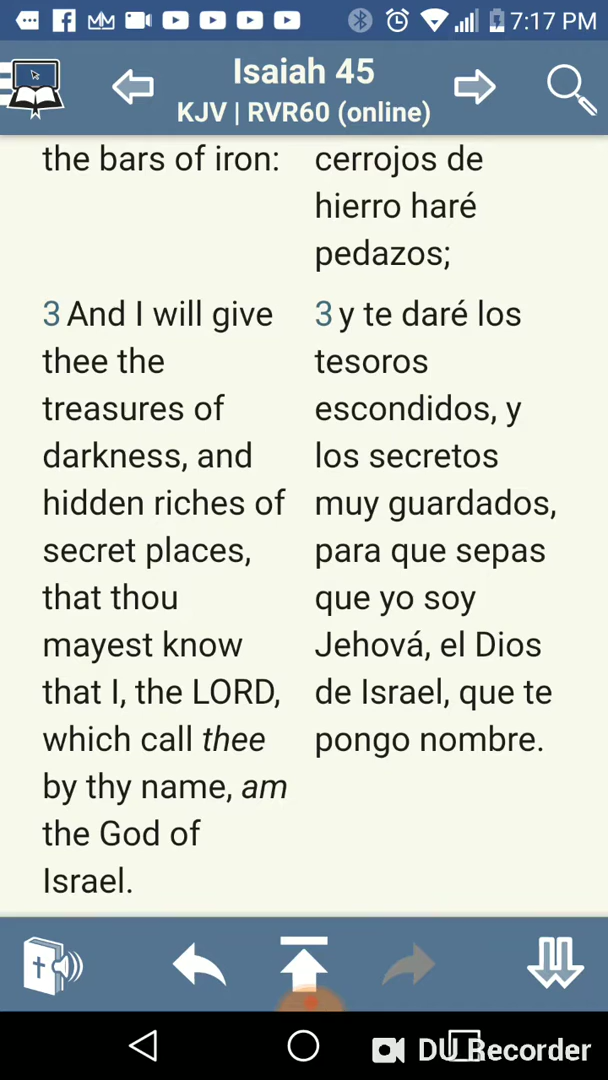 7:17 PM
Isaiah 45
KJV | RVR60 (online)
the bars of iron:
cerrojos de
hierro haré
pedazos;
3 And I will give
thee the
treasures of
darkness, and
hidden riches of
secret places,
that thou
mayest know
that I, the LORD,
which call thee
by thy name, am
the God of
Israel.
3 y te daré los
tesoros
escondidos, y
los secretos
muy guardados,
para que sepas
que yo soy
Jehová, el Dios
de Israel, que te
pongo nombre.
DU Recorder